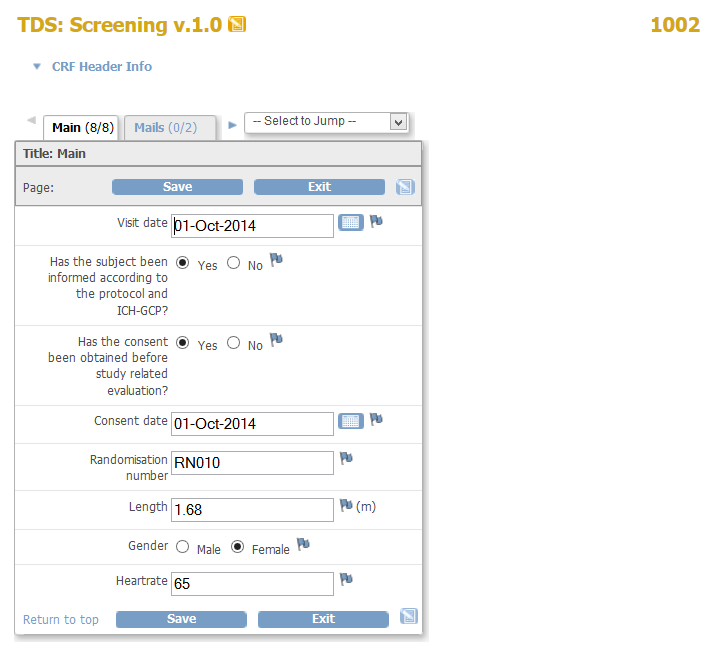 TDS: Screening v.1.0 1002
CRF Header Info
Main (8/8) Mails (0/2) -- Select to Jump --
Title: Main
Page: Save Exit
Visit date 01-Oct-2014
Has the subject been
informed according to
the protocol and
ICH-GCP?
Yes No
Has the consent
been obtained before
study related
evaluation?
Yes No
Consent date 01-Oct-2014
Randomisation
number
RN010
Length 1.68 (m)
Gender Male Female
Heartrate 65
Return to top Save Exit